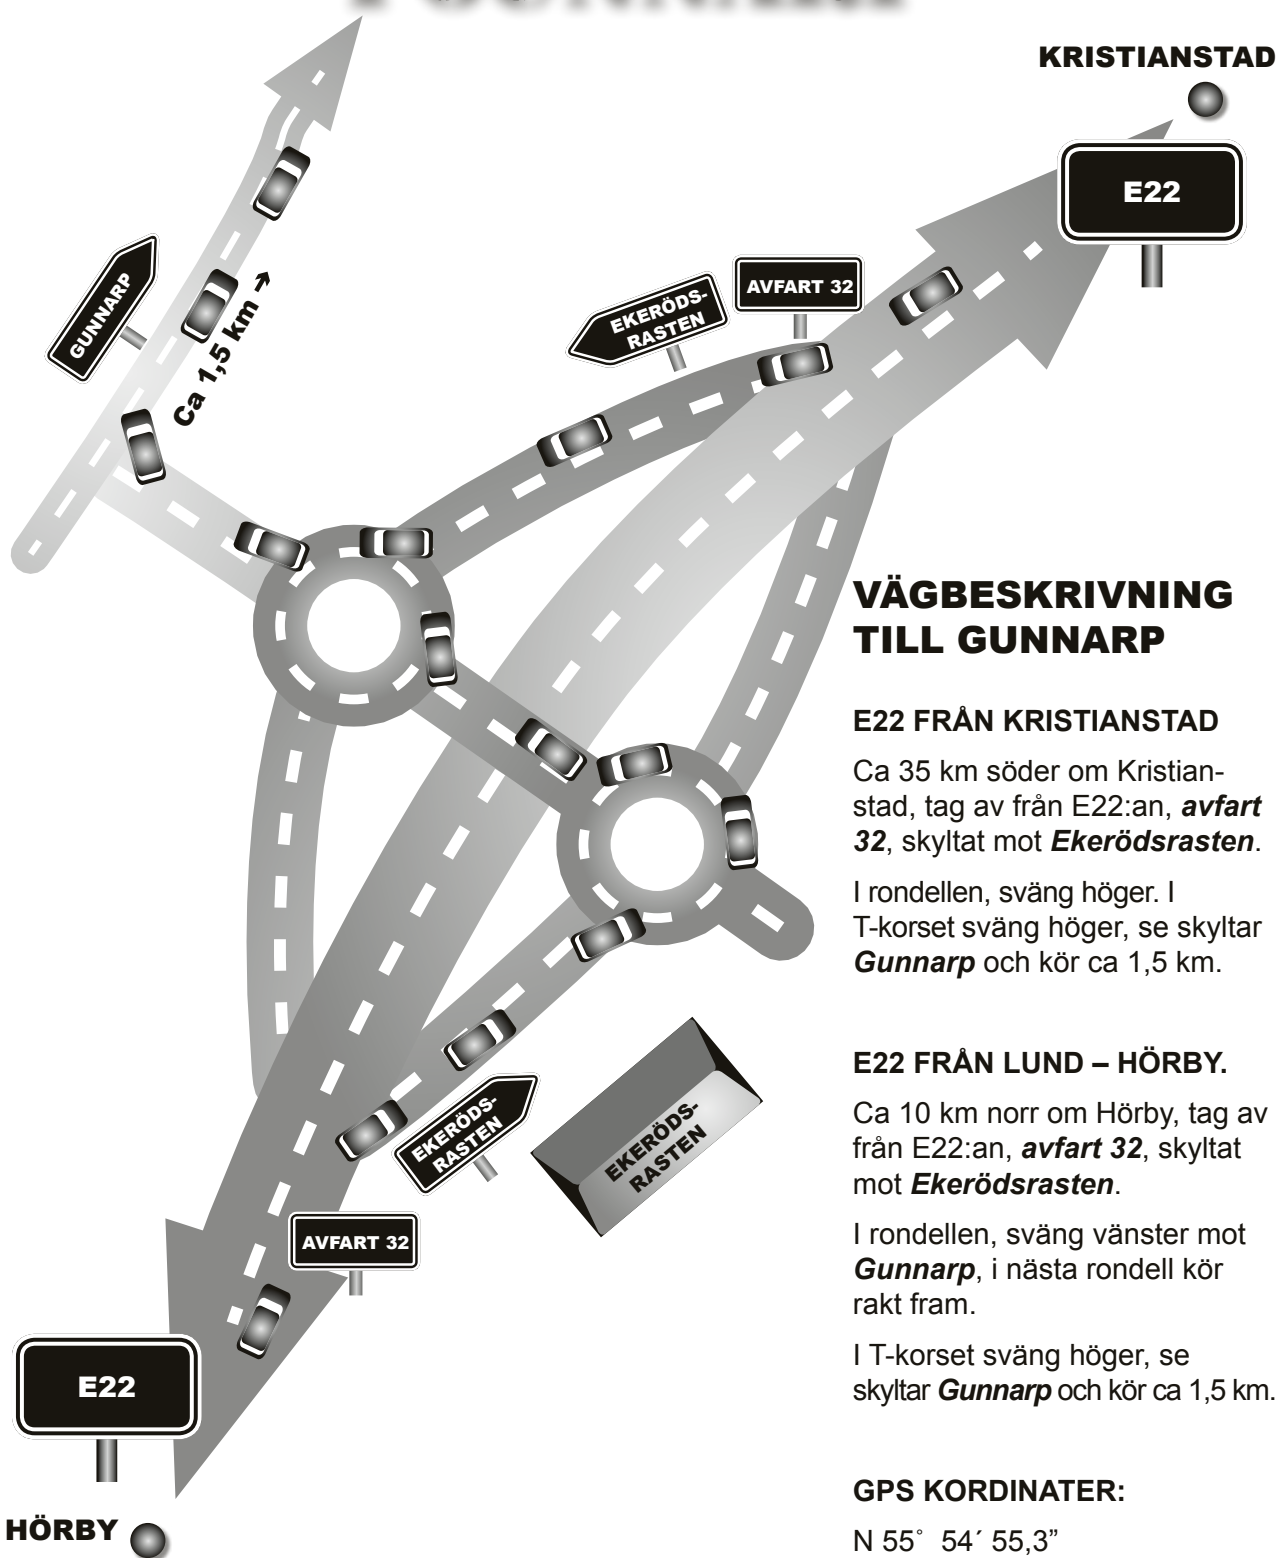 KRISTIANSTAD
E22
AVFART 32
EKERÖDS-
RASTEN
GUNNARP
Ca 1,5 km →
VÄGBESKRIVNING
TILL GUNNARP
E22 FRÅN KRISTIANSTAD
Ca 35 km söder om Kristian-
stad, tag av från E22:an, avfart
32, skyltat mot Ekerödsrasten.
I rondellen, sväng höger. I
T-korset sväng höger, se skyltar
Gunnarp och kör ca 1,5 km.
E22 FRÅN LUND – HÖRBY.
Ca 10 km norr om Hörby, tag av
från E22:an, avfart 32, skyltat
mot Ekerödsrasten.
I rondellen, sväng vänster mot
Gunnarp, i nästa rondell kör
rakt fram.
I T-korset sväng höger, se
skyltar Gunnarp och kör ca 1,5 km.
GPS KORDINATER:
N 55° 54´ 55,3”
EKERÖDS-
RASTEN
EKERÖDS-
RASTEN
AVFART 32
E22
HÖRBY